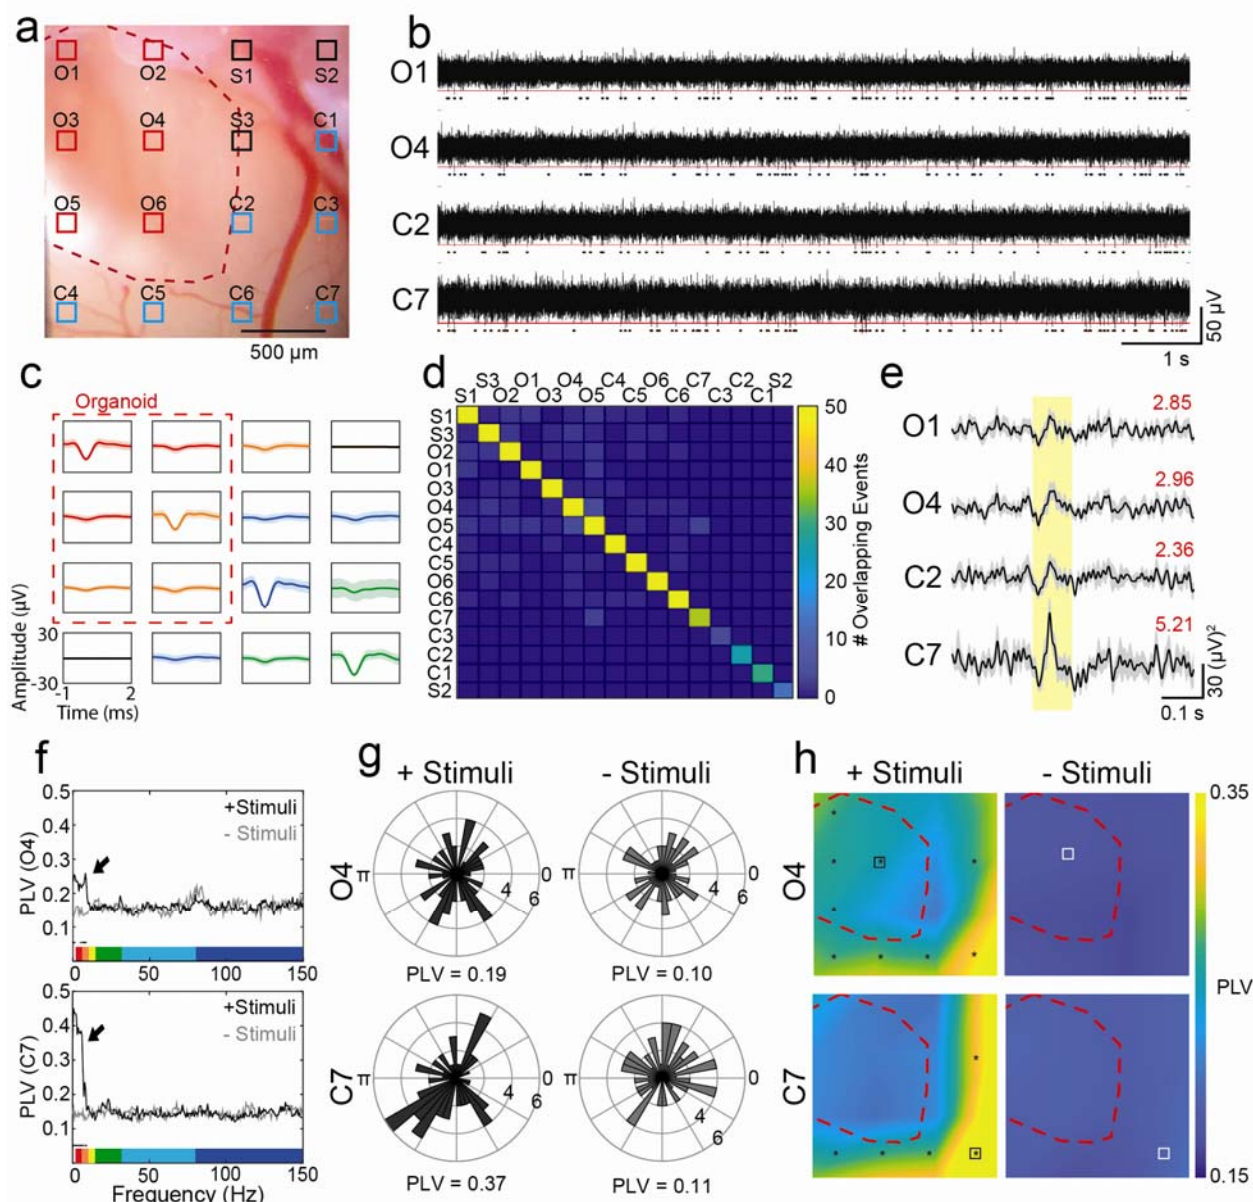 a
O1 O2 S1 S2
O3 O4 S3 C1
O5 O6 C2 C3
C4 C5 C6 C7
500 µm
b
O1
O4
C2
C7
50 µV
1 s
c
Organoid
Amplitude (µV)
30
-30
-1 2
Time (ms)
d
S3 O1 O4 C4 O6 C7 C2 S2
S1 O2 O3 O5 C5 C6 C3 C1
S1
S3
O2
O1
O3
O4
O5
C4
C5
O6
C6
C7
C3
C2
C1
S2
50
40
30
20
10
0
# Overlapping Events
e
O1 2.85
O4 2.96
C2 2.36
C7 5.21
30 (µV)²
0.1 s
f
PLV (O4)
0.5
0.4
0.3
0.2
0.1
+Stimuli
- Stimuli
0 50 100 150
PLV (C7)
0.5
0.4
0.3
0.2
0.1
+Stimuli
- Stimuli
0 50 100 150
Frequency (Hz)
g
+ Stimuli - Stimuli
O4
π 0 π 0
4 4
6 6
PLV = 0.19 PLV = 0.10
C7
π 0 π 0
4 4
6 6
PLV = 0.37 PLV = 0.11
h
+ Stimuli - Stimuli
O4
C7
0.35
PLV
0.15